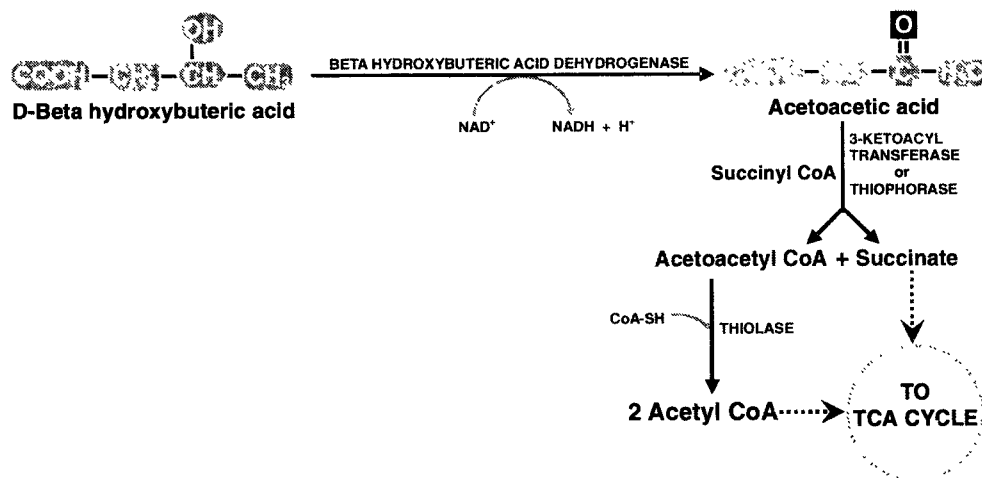 OH
O
COOH CH₂ CH CH₃
C H₃C
BETA HYDROXYBUTERIC ACID DEHYDROGENASE
D-Beta hydroxybuteric acid
Acetoacetic acid
NAD⁺
NADH + H⁺
3-KETOACYL
TRANSFERASE
or
THIOPHORASE
Succinyl CoA
Acetoacetyl CoA + Succinate
CoA-SH
THIOLASE
2 Acetyl CoA
TO
TCA CYCLE